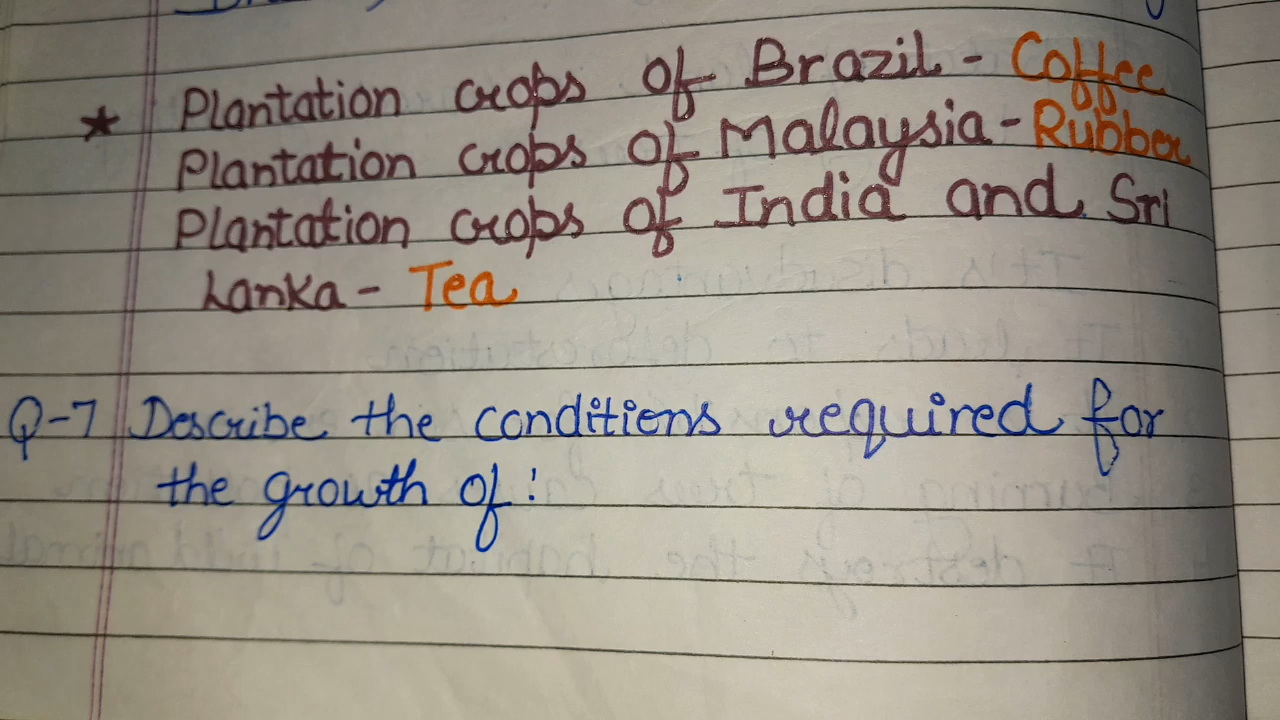 ★ Plantation crops of Brazil - Coffee
Plantation crops of Malaysia - Rubber
Plantation crops of India and Sri
Lanka - Tea
Q-7 Describe the conditions required for
the growth of :